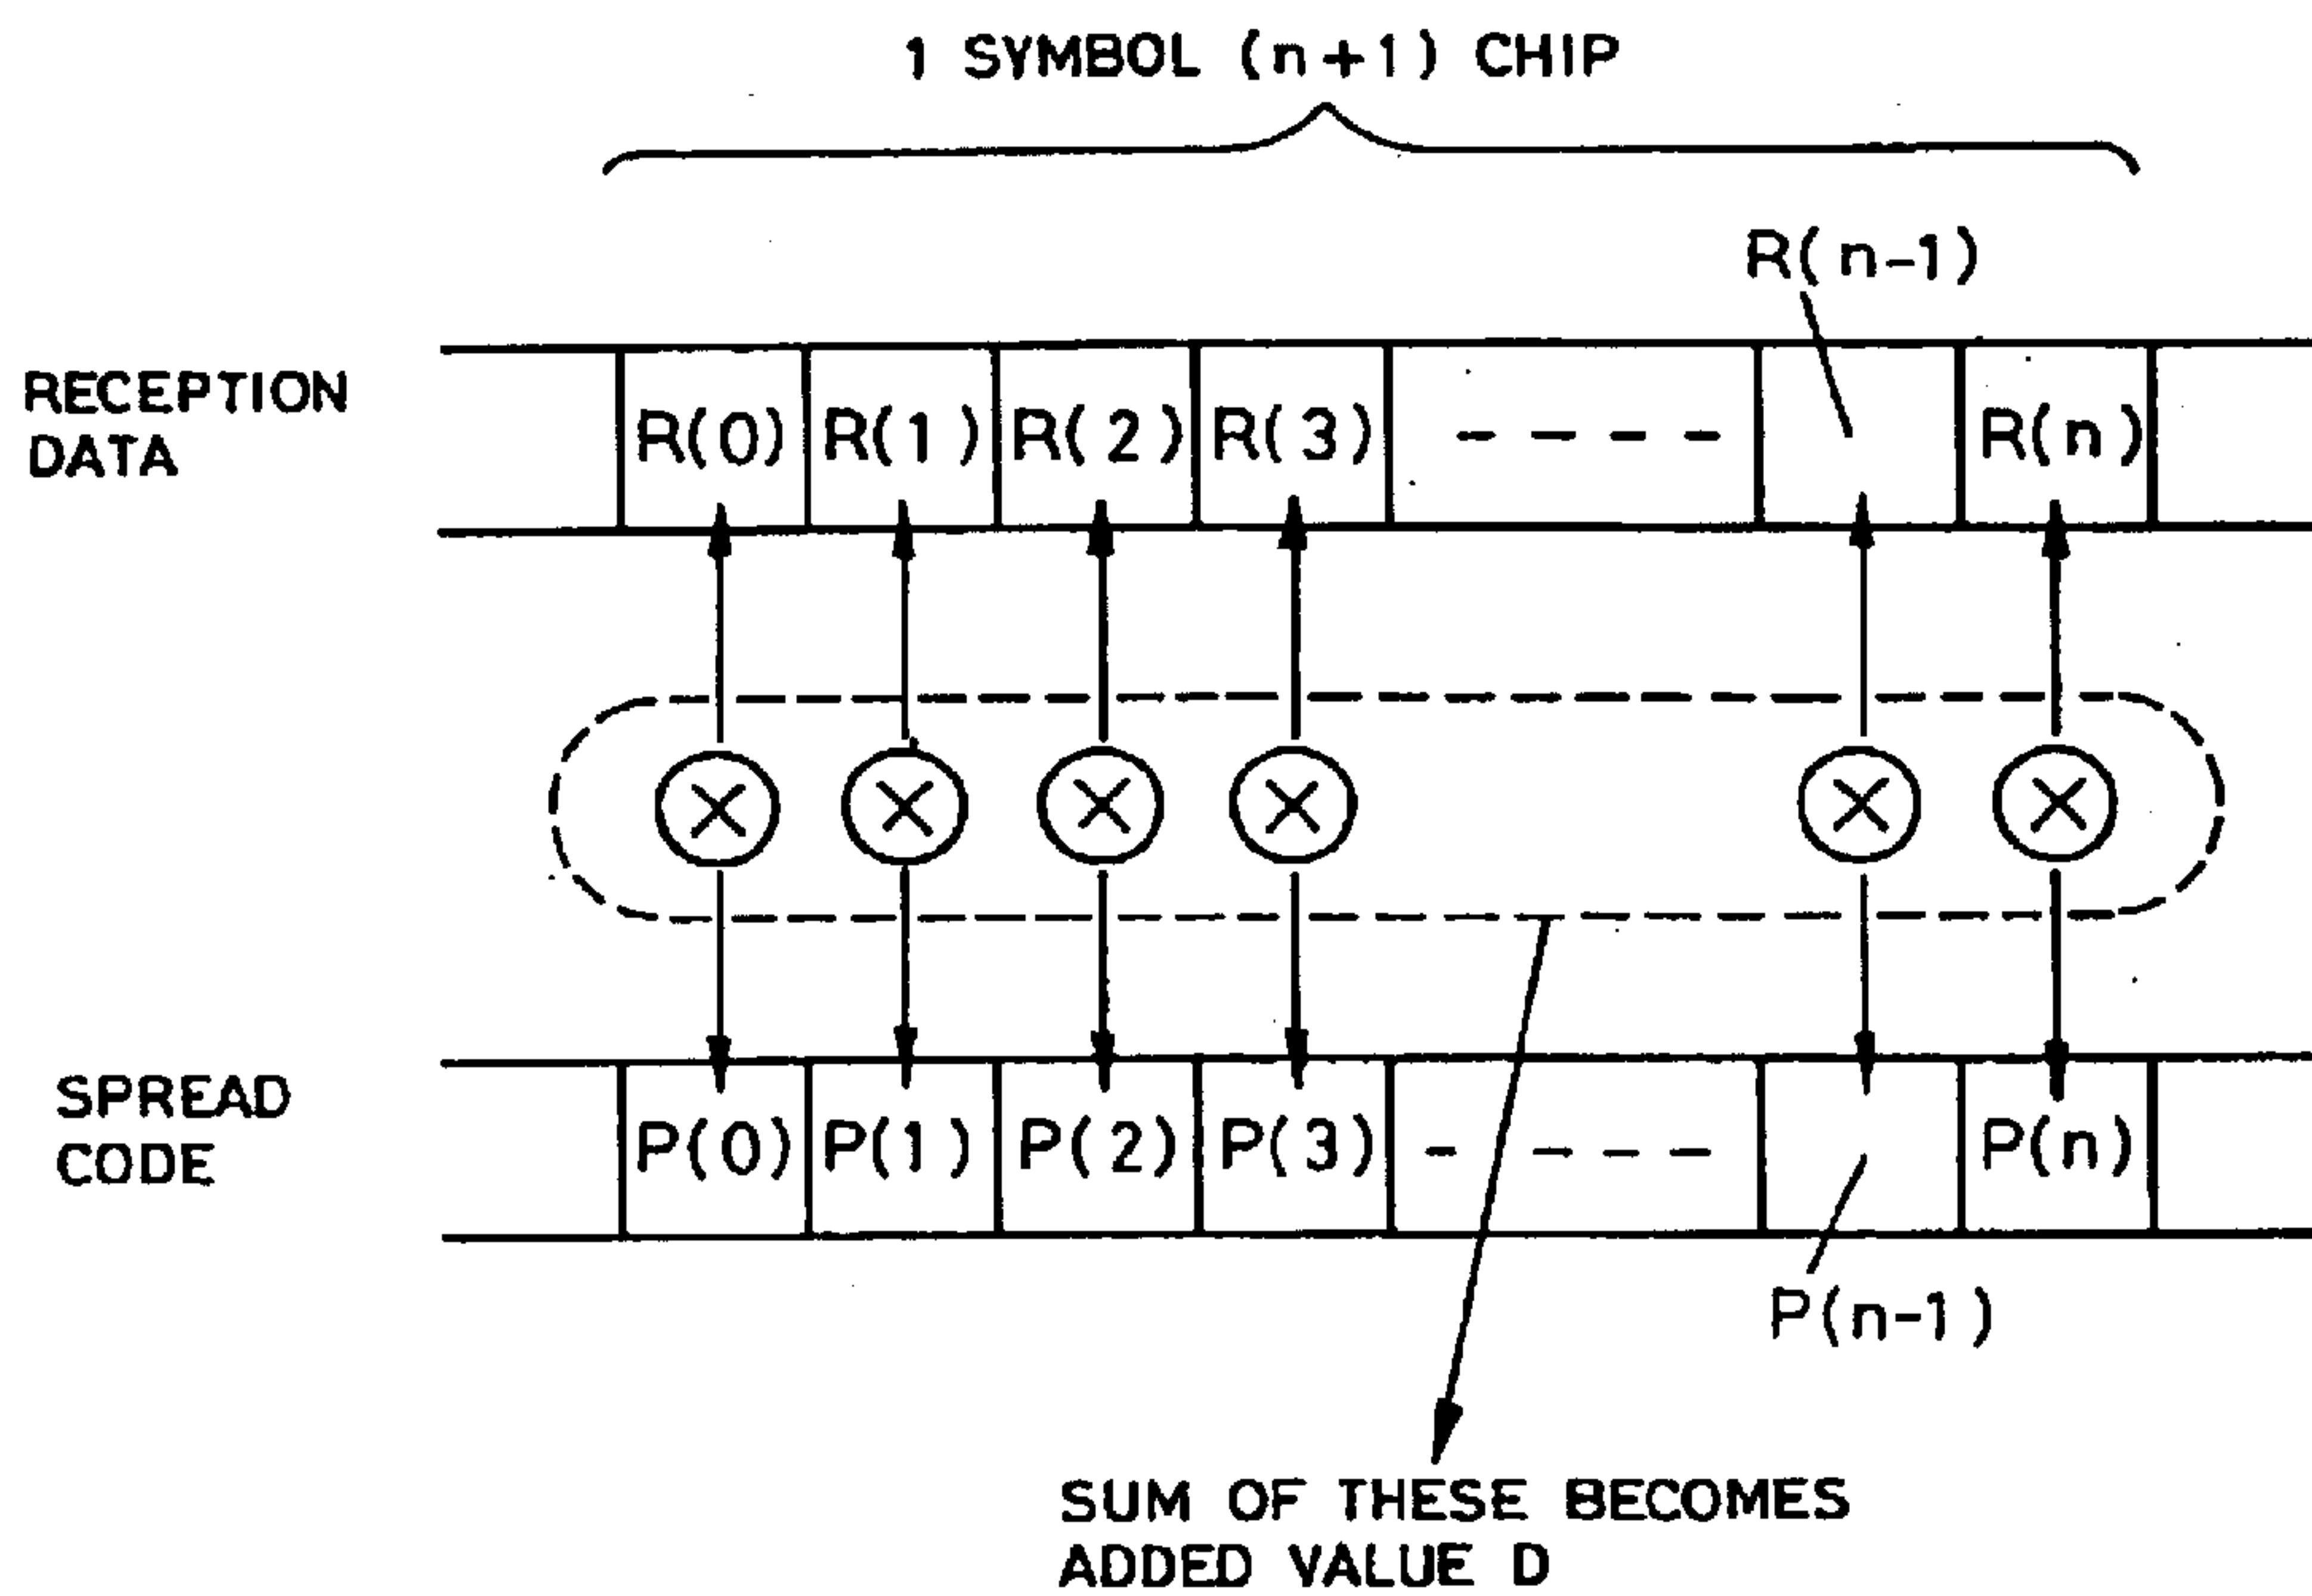 1 SYMBOL (n+1) CHIP
R(n-1)
RECEPTION
DATA
R(0) R(1) R(2) R(3) ---- R(n)
SPREAD
CODE
P(0) P(1) P(2) P(3) - --- P(n)
P(n-1)
SUM OF THESE BECOMES
ADDED VALUE D